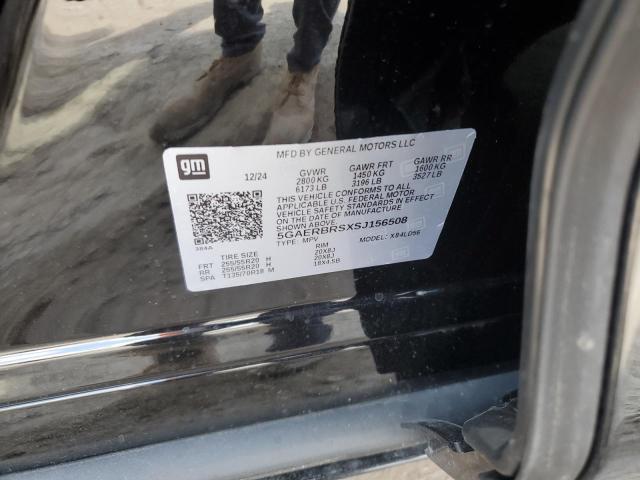 MFD BY GENERAL MOTORS LLC
gm
12/24 GVWR GAWR FRT GAWR RR
2800 KG 1450 KG 1600 KG
6173 LB 3196 LB 3527 LB
THIS VEHICLE CONFORMS TO ALL
APPLICABLE U.S. FEDERAL MOTOR
VEHICLE SAFETY STANDARDS IN EFFECT
ON THE DATE OF MANUFACTURE
SHOWN ABOVE.
5GAERBRSXSJ156508
TYPE: MPV MODEL: X84LD56
384A
TIRE SIZE RIM
FRT 255/55R20 H 20X8J
RR 255/55R20 H 20X8J
SPA T135/70R18 M 18X4.5B